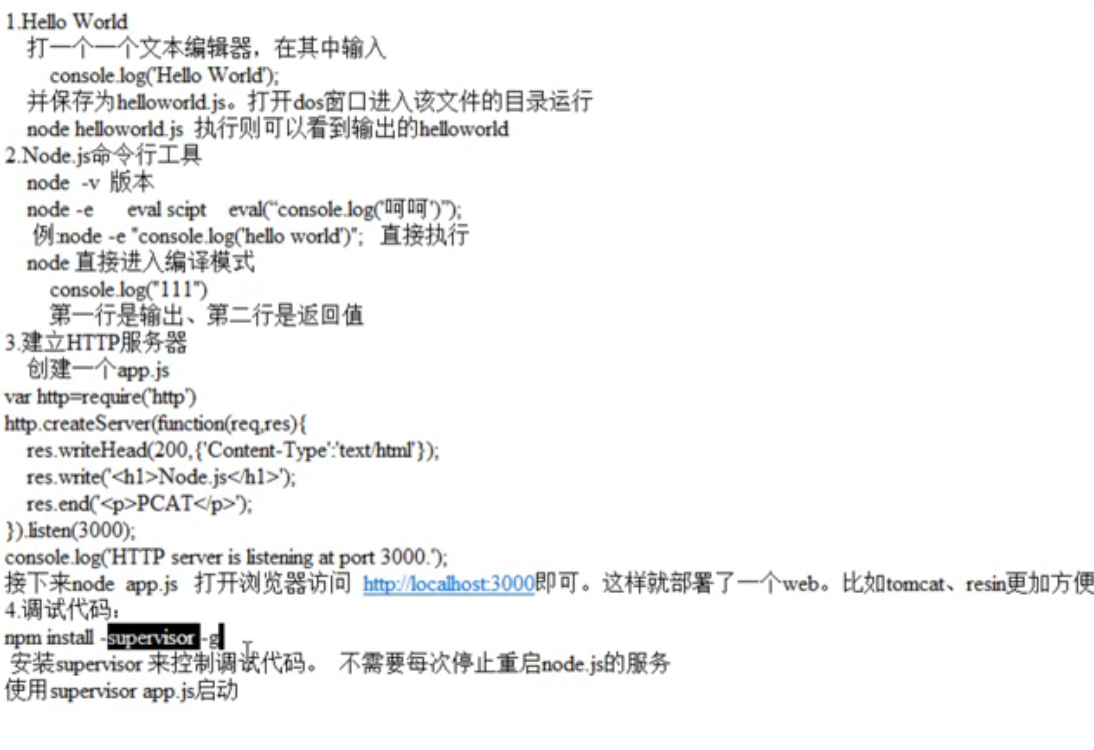 1.Hello World
打一个一个文本编辑器，在其中输入
console.log('Hello World');
并保存为helloworld.js。打开dos窗口进入该文件的目录运行
node helloworld.js 执行则可以看到输出的helloworld
2.Node.js命令行工具
node -v 版本
node -e eval scipt eval(“console.log('呵呵')”);
例:node -e "console.log('hello world')"; 直接执行
node 直接进入编译模式
console.log("111")
第一行是输出、第二行是返回值
3.建立HTTP服务器
创建一个app.js
var http=require('http')
http.createServer(function(req,res){
res.writeHead(200,{'Content-Type':'text/html'});
res.write('<h1>Node.js</h1>');
res.end('<p>PCAT</p>');
}).listen(3000);
console.log('HTTP server is listening at port 3000.');
接下来node app.js 打开浏览器访问 http://localhost:3000即可。这样就部署了一个web。比如tomcat、resin更加方便
4.调试代码：
npm install -supervisor -g
安装supervisor 来控制调试代码。 不需要每次停止重启node.js的服务
使用supervisor app.js启动